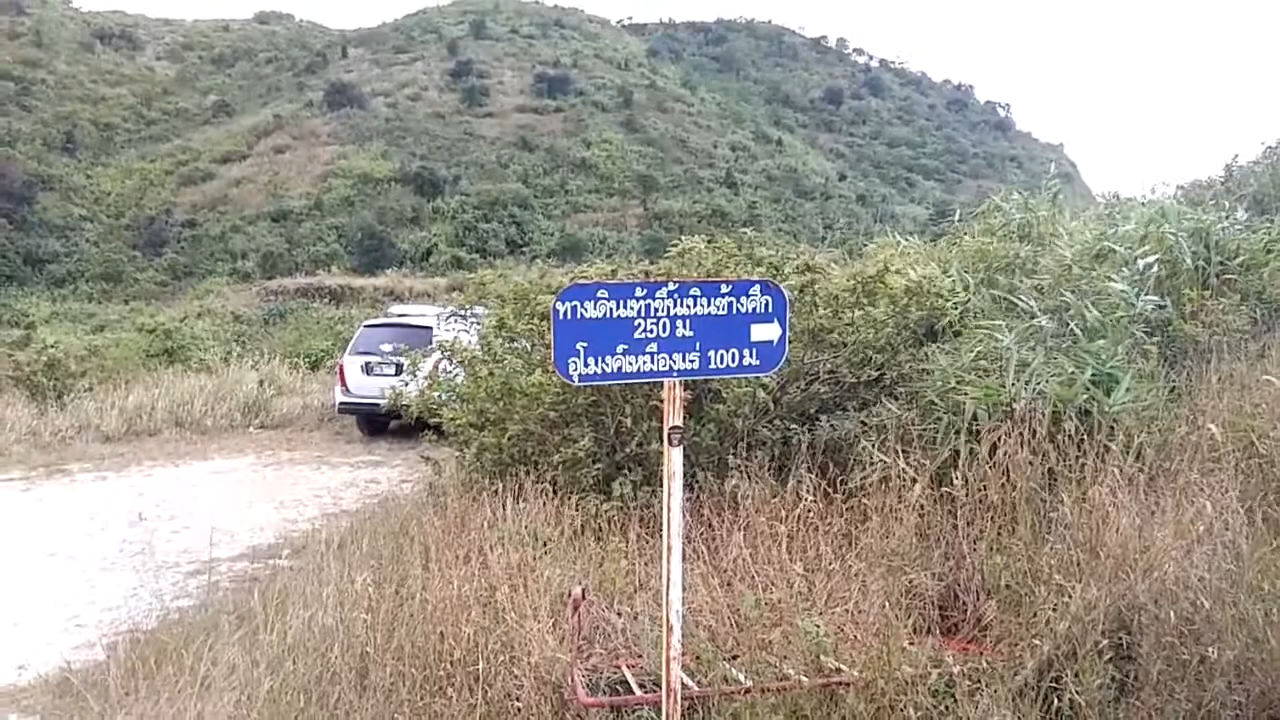 ทางเดินเท้าขึ้นเนินช้างศึก
250 ม.
อุโมงค์เหมืองแร่ 100 ม.